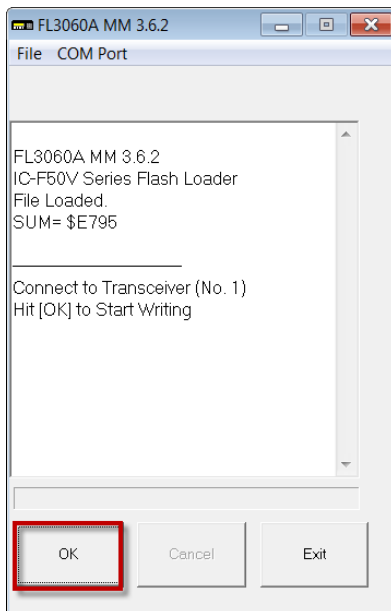 FL3060A MM 3.6.2
File COM Port
FL3060A MM 3.6.2
IC-F50V Series Flash Loader
File Loaded.
SUM= $E795
Connect to Transceiver (No. 1)
Hit [OK] to Start Writing
OK Cancel Exit